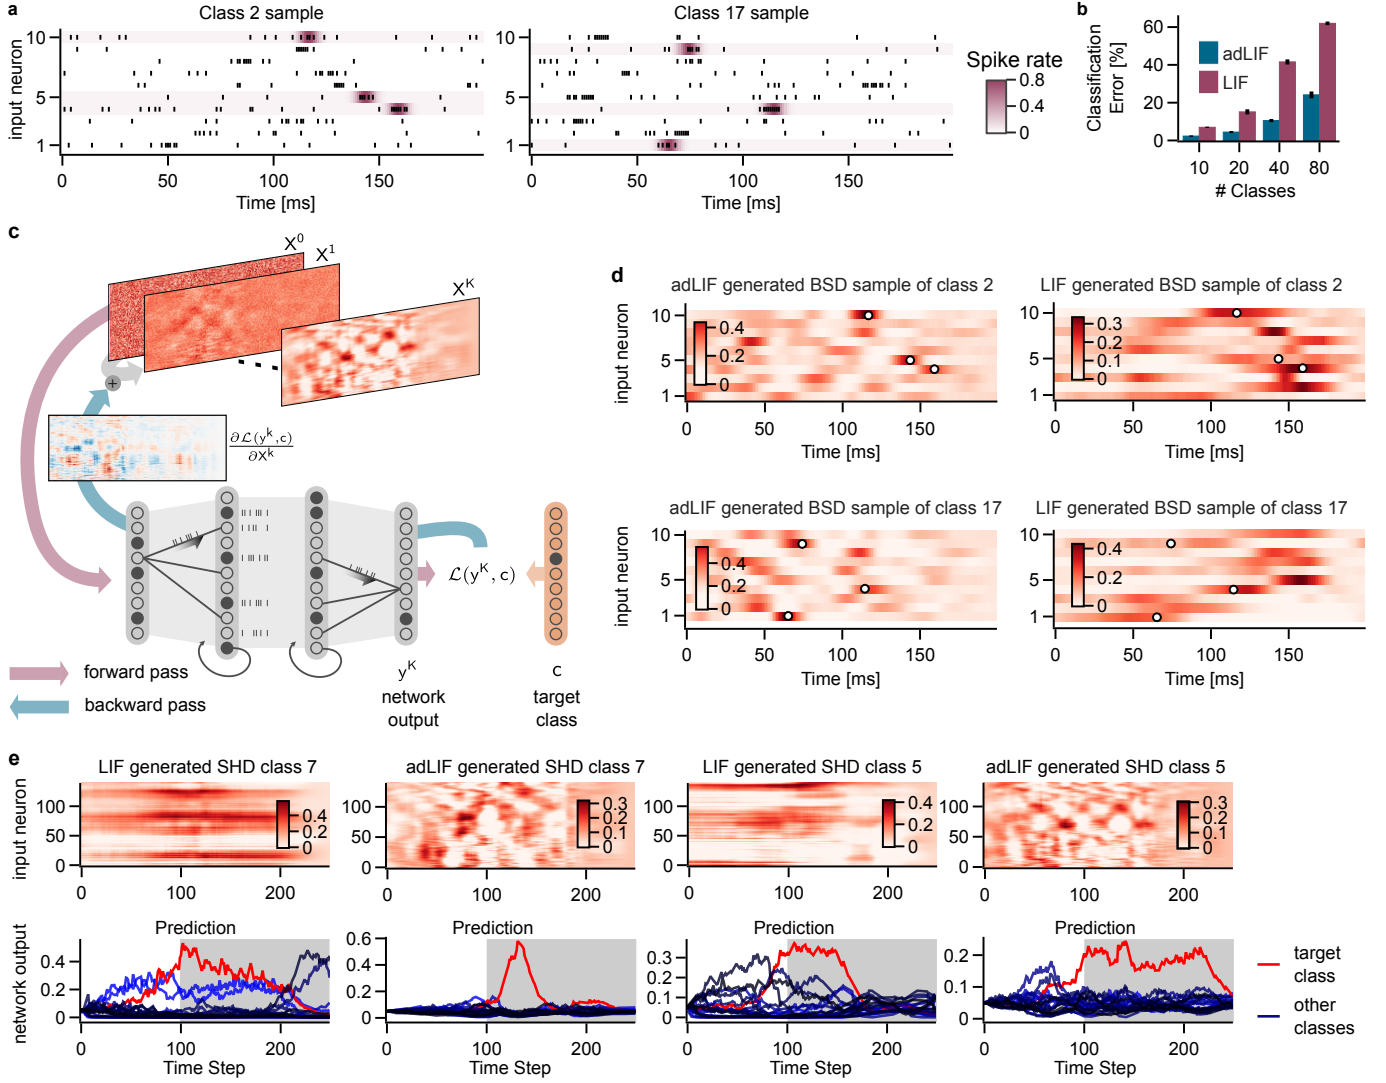 a
Class 2 sample
Class 17 sample
b
input neuron
10
5
1
0
50
100
150
Time [ms]
10
5
1
0
50
100
150
Time [ms]
Spike rate
0.8
0.4
0
Classification
Error [%]
60
40
20
0
adLIF
LIF
10
20
40
80
# Classes
c
X^0
X^1
X^K
+
∂L(y^k,c)
∂X^k
L(y^K, c)
forward pass
backward pass
y^K
network
output
c
target
class
d
adLIF generated BSD sample of class 2
input neuron
10
5
1
0.4
0.2
0
0
50
100
150
Time [ms]
LIF generated BSD sample of class 2
10
5
1
0.3
0.2
0.1
0
0
50
100
150
Time [ms]
adLIF generated BSD sample of class 17
input neuron
10
5
1
0.4
0.2
0
0
50
100
150
Time [ms]
LIF generated BSD sample of class 17
10
5
1
0.4
0.2
0
0
50
100
150
Time [ms]
e
LIF generated SHD class 7
input neuron
100
50
0
0.4
0.2
0
0
100
200
adLIF generated SHD class 7
100
50
0
0.3
0.2
0.1
0
0
100
200
LIF generated SHD class 5
100
50
0
0.4
0.2
0
0
100
200
adLIF generated SHD class 5
100
50
0
0.3
0.2
0.1
0
0
100
200
Prediction
network output
0.4
0.2
0
0
100
200
Time Step
Prediction
0.6
0.4
0.2
0
0
100
200
Time Step
Prediction
0.3
0.2
0.1
0
0
100
200
Time Step
Prediction
0.2
0.1
0
0
100
200
Time Step
target
class
other
classes